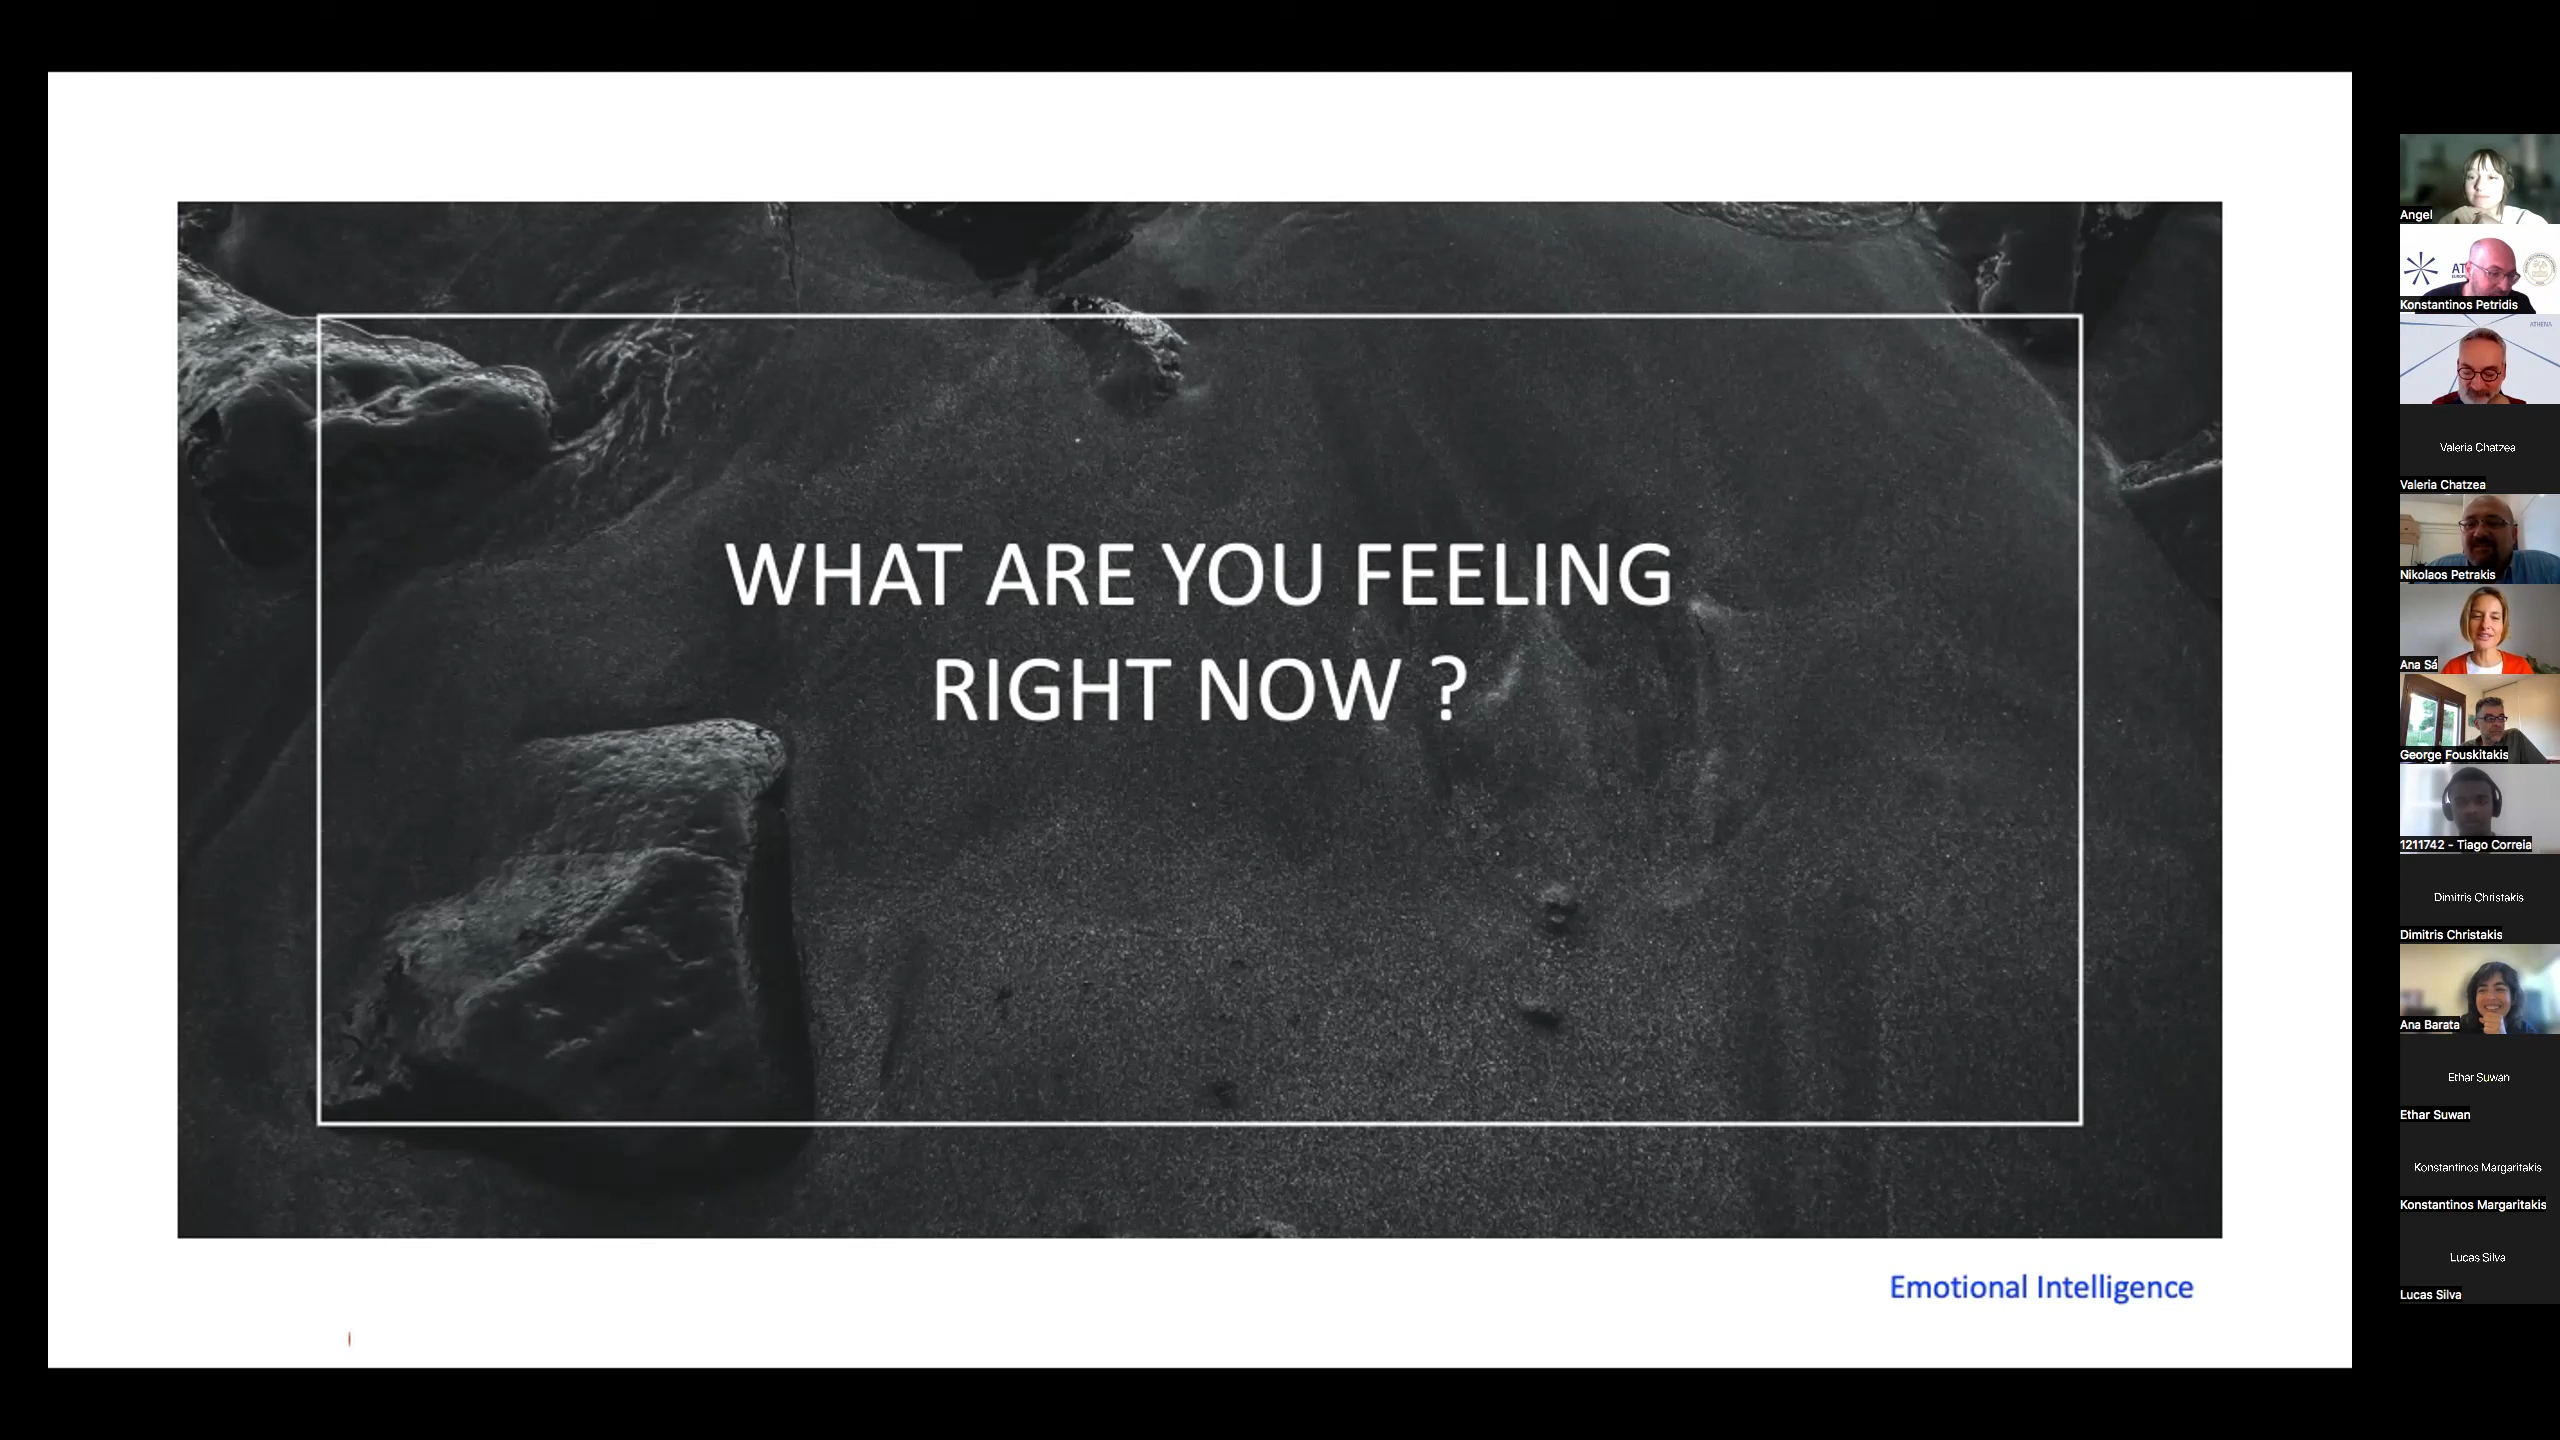 WHAT ARE YOU FEELING
RIGHT NOW ?
Emotional Intelligence
Angel
Konstantinos Petridis
ATHENA
Valeria Chatzea
Valeria Chatzea
Nikolaos Petrakis
Ana Sá
George Fouskitakis
1211742 - Tiago Correia
Dimitris Christakis
Dimitris Christakis
Ana Barata
Ethar Suwan
Ethar Suwan
Konstantinos Margaritakis
Konstantinos Margaritakis
Lucas Silva
Lucas Silva